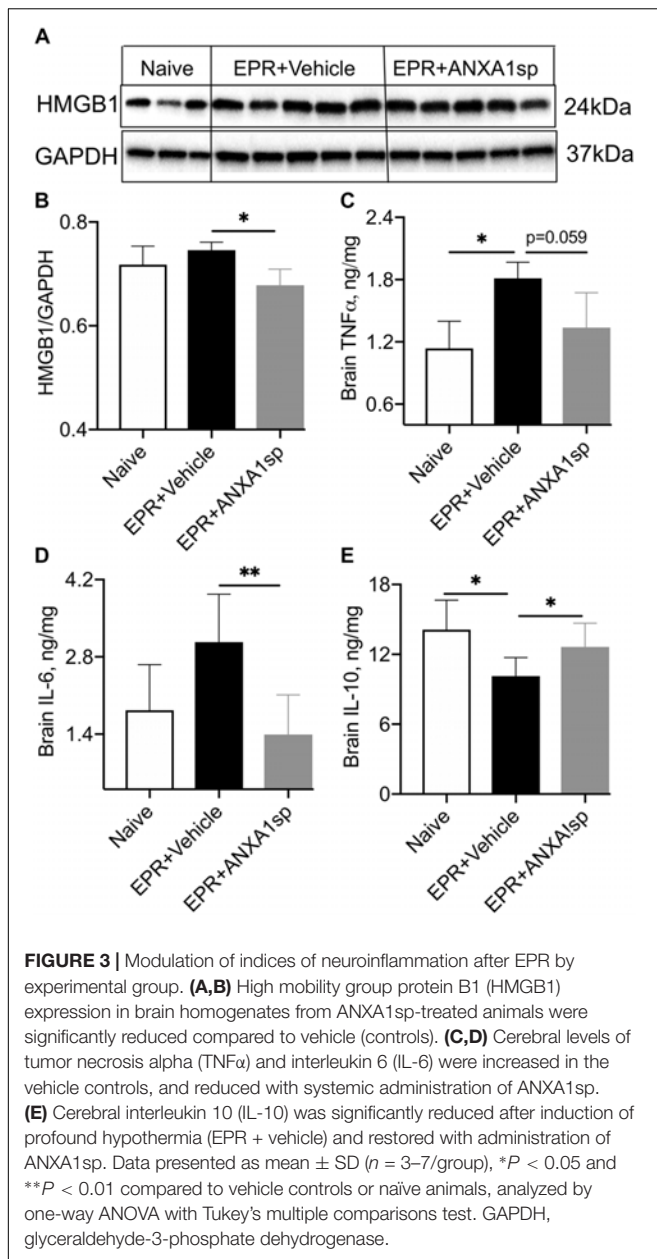 A
Naive EPR+Vehicle EPR+ANXA1sp
HMGB1 24kDa
GAPDH 37kDa
B
*
0.8
0.6
0.4
HMGB1/GAPDH
Naive
EPR+Vehicle
EPR+ANXA1sp
C
* p=0.059
2.4
1.8
1.2
0.6
Brain TNFα, ng/mg
Naive
EPR+Vehicle
EPR+ANXA1sp
D
**
4.2
2.8
1.4
Brain IL-6, ng/mg
Naive
EPR+Vehicle
EPR+ANXA1sp
E
* *
18
12
6
0
Brain IL-10, ng/mg
Naive
EPR+Vehicle
EPR+ANXA!sp
FIGURE 3 | Modulation of indices of neuroinflammation after EPR by
experimental group. (A,B) High mobility group protein B1 (HMGB1)
expression in brain homogenates from ANXA1sp-treated animals were
significantly reduced compared to vehicle (controls). (C,D) Cerebral levels of
tumor necrosis alpha (TNFα) and interleukin 6 (IL-6) were increased in the
vehicle controls, and reduced with systemic administration of ANXA1sp.
(E) Cerebral interleukin 10 (IL-10) was significantly reduced after induction of
profound hypothermia (EPR + vehicle) and restored with administration of
ANXA1sp. Data presented as mean ± SD (n = 3–7/group), *P < 0.05 and
**P < 0.01 compared to vehicle controls or naïve animals, analyzed by
one-way ANOVA with Tukey's multiple comparisons test. GAPDH,
glyceraldehyde-3-phosphate dehydrogenase.